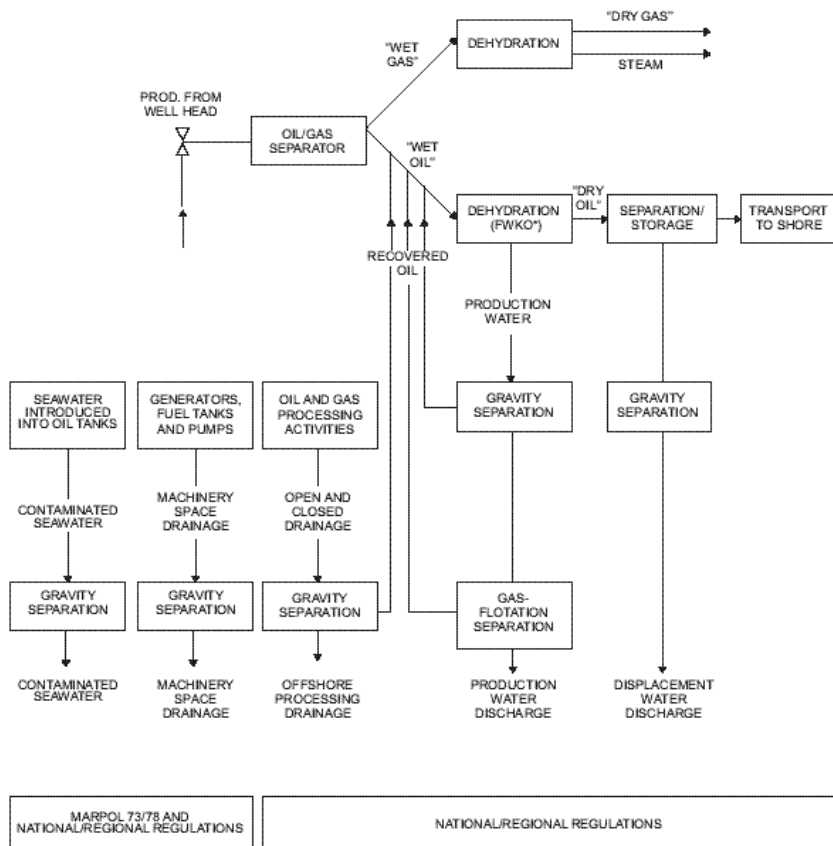 "DRY GAS"
"WET
GAS"
DEHYDRATION
STEAM
PROD. FROM
WELL HEAD
OIL/GAS
SEPARATOR
"WET
OIL"
"DRY
OIL"
DEHYDRATION
(FWKO*)
SEPARATION/
STORAGE
TRANSPORT
TO SHORE
RECOVERED
OIL
PRODUCTION
WATER
SEAWATER
INTRODUCED
INTO OIL TANKS
GENERATORS,
FUEL TANKS
AND PUMPS
OIL AND GAS
PROCESSING
ACTIVITIES
GRAVITY
SEPARATION
GRAVITY
SEPARATION
CONTAMINATED
SEAWATER
MACHINERY
SPACE
DRAINAGE
OPEN AND
CLOSED
DRAINAGE
GRAVITY
SEPARATION
GRAVITY
SEPARATION
GRAVITY
SEPARATION
GAS-
FLOTATION
SEPARATION
CONTAMINATED
SEAWATER
MACHINERY
SPACE
DRAINAGE
OFFSHORE
PROCESSING
DRAINAGE
PRODUCTION
WATER
DISCHARGE
DISPLACEMENT
WATER
DISCHARGE
MARPOL 73/78 AND
NATIONAL/REGIONAL REGULATIONS
NATIONAL/REGIONAL REGULATIONS